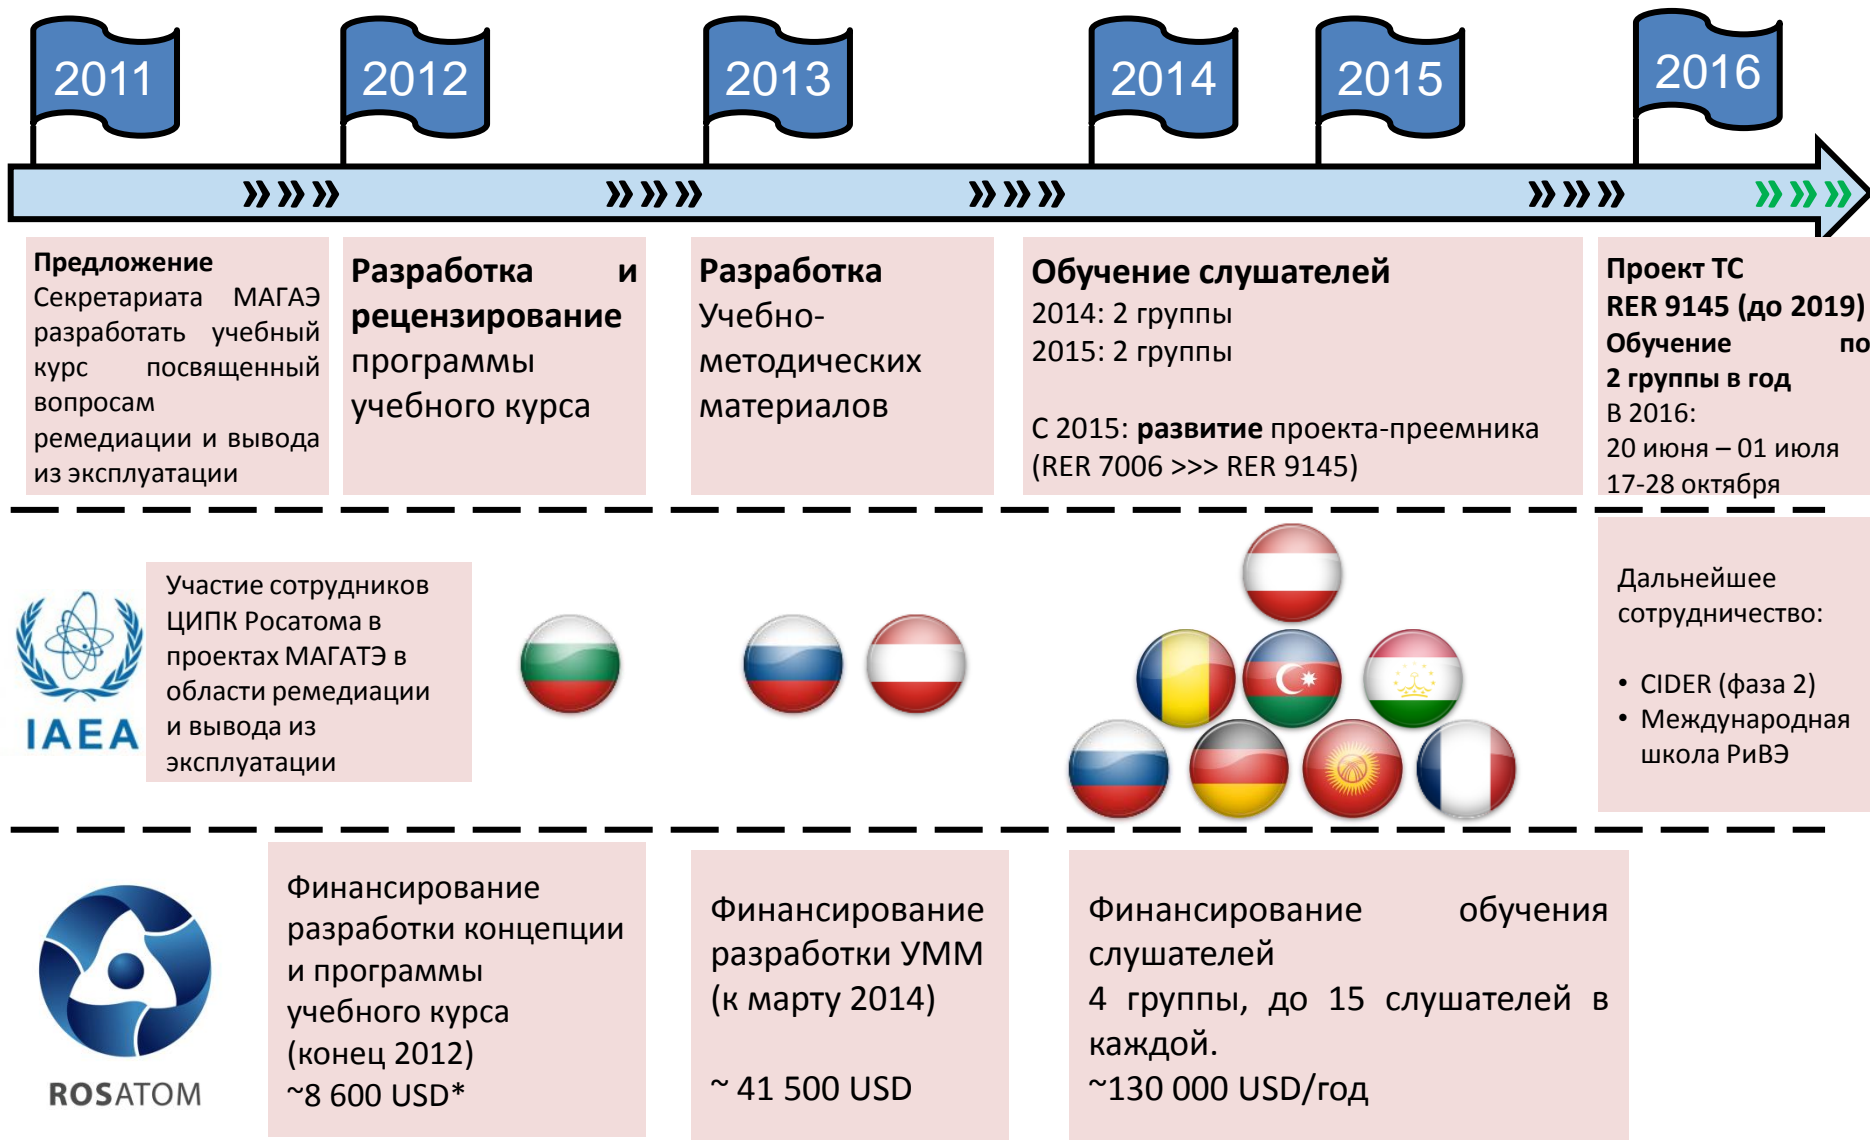 2011
2012
2013
2014
2015
2016
»»»
»»»
»»»
»»»
»»»
Предложение
Секретариата МАГАЭ
разработать учебный
курс посвященный
вопросам
ремедиации и вывода
из эксплуатации
Разработка и
рецензирование
программы
учебного курса
Разработка
Учебно-
методических
материалов
Обучение слушателей
2014: 2 группы
2015: 2 группы
С 2015: развитие проекта-преемника
(RER 7006 >>> RER 9145)
Проект ТС
RER 9145 (до 2019)
Обучение по
2 группы в год
В 2016:
20 июня – 01 июля
17-28 октября
IAEA
Участие сотрудников
ЦИПК Росатома в
проектах МАГАТЭ в
области ремедиации
и вывода из
эксплуатации
Дальнейшее
сотрудничество:
• CIDER (фаза 2)
• Международная
школа РиВЭ
ROSATOM
Финансирование
разработки концепции
и программы
учебного курса
(конец 2012)
~8 600 USD*
Финансирование
разработки УММ
(к марту 2014)
~ 41 500 USD
Финансирование обучения
слушателей
4 группы, до 15 слушателей в
каждой.
~130 000 USD/год